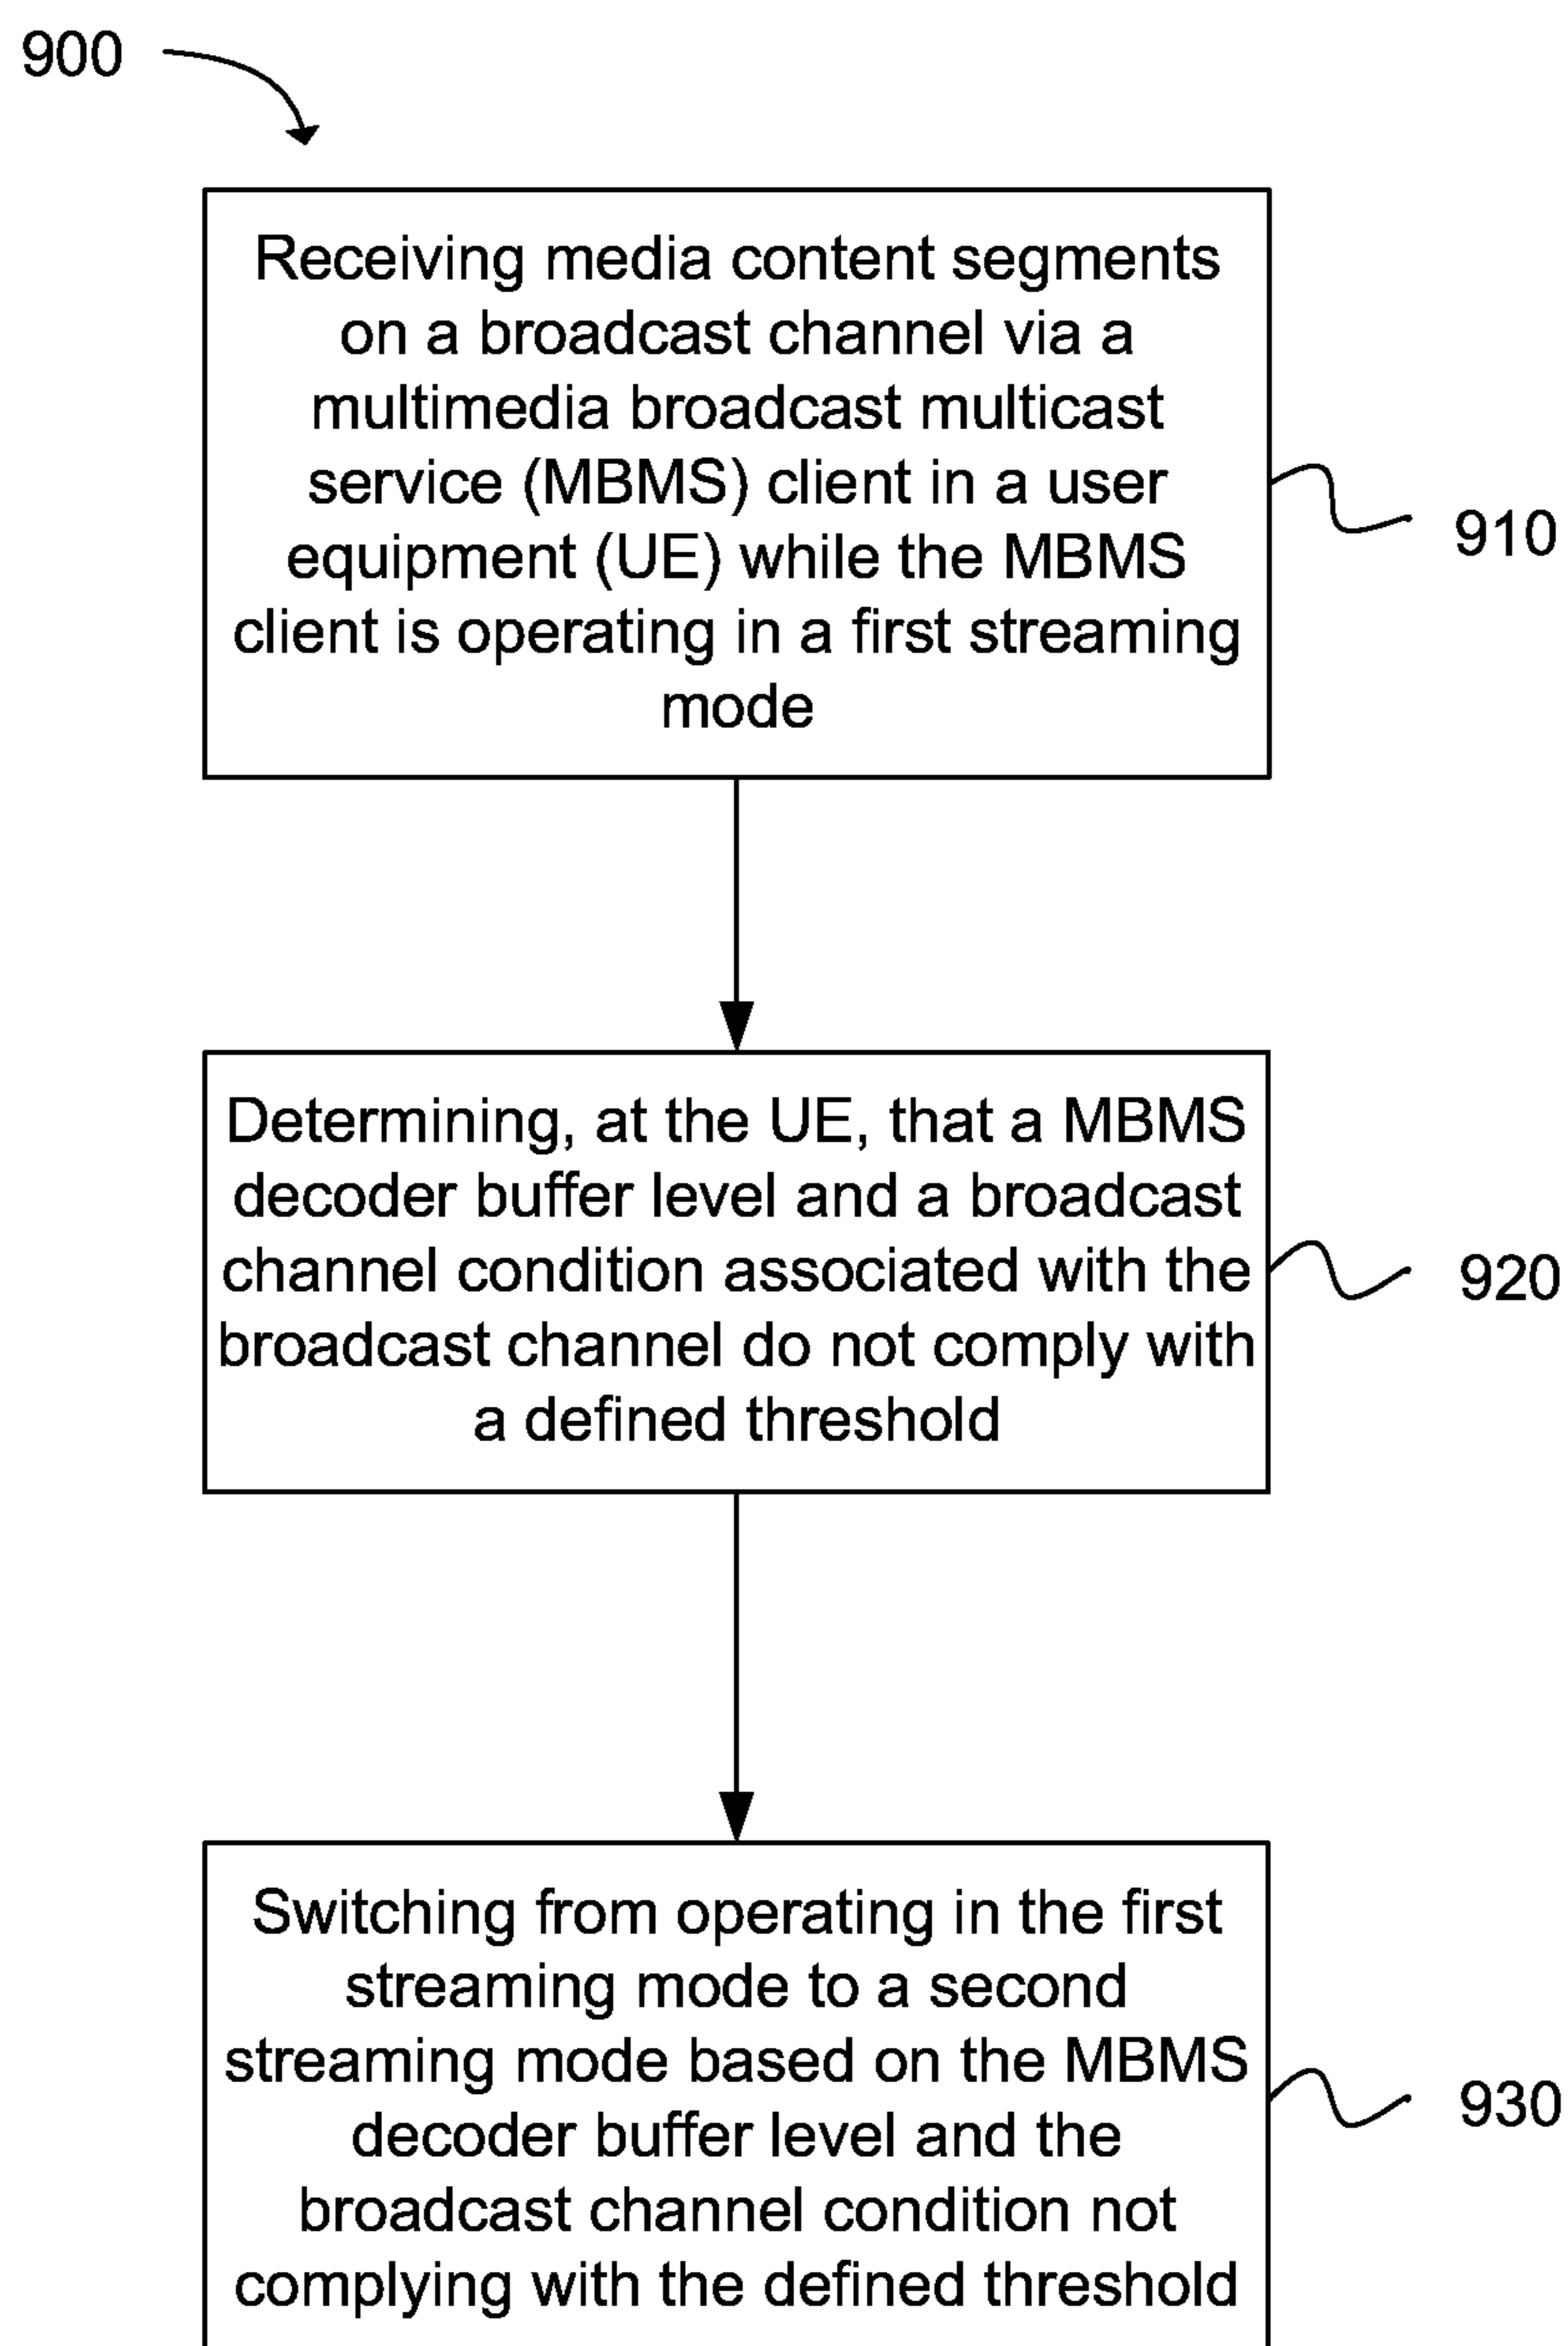 900
Receiving media content segments
on a broadcast channel via a
multimedia broadcast multicast
service (MBMS) client in a user
equipment (UE) while the MBMS
client is operating in a first streaming
mode
910
Determining, at the UE, that a MBMS
decoder buffer level and a broadcast
channel condition associated with the
broadcast channel do not comply with
a defined threshold
920
Switching from operating in the first
streaming mode to a second
streaming mode based on the MBMS
decoder buffer level and the
broadcast channel condition not
complying with the defined threshold
930